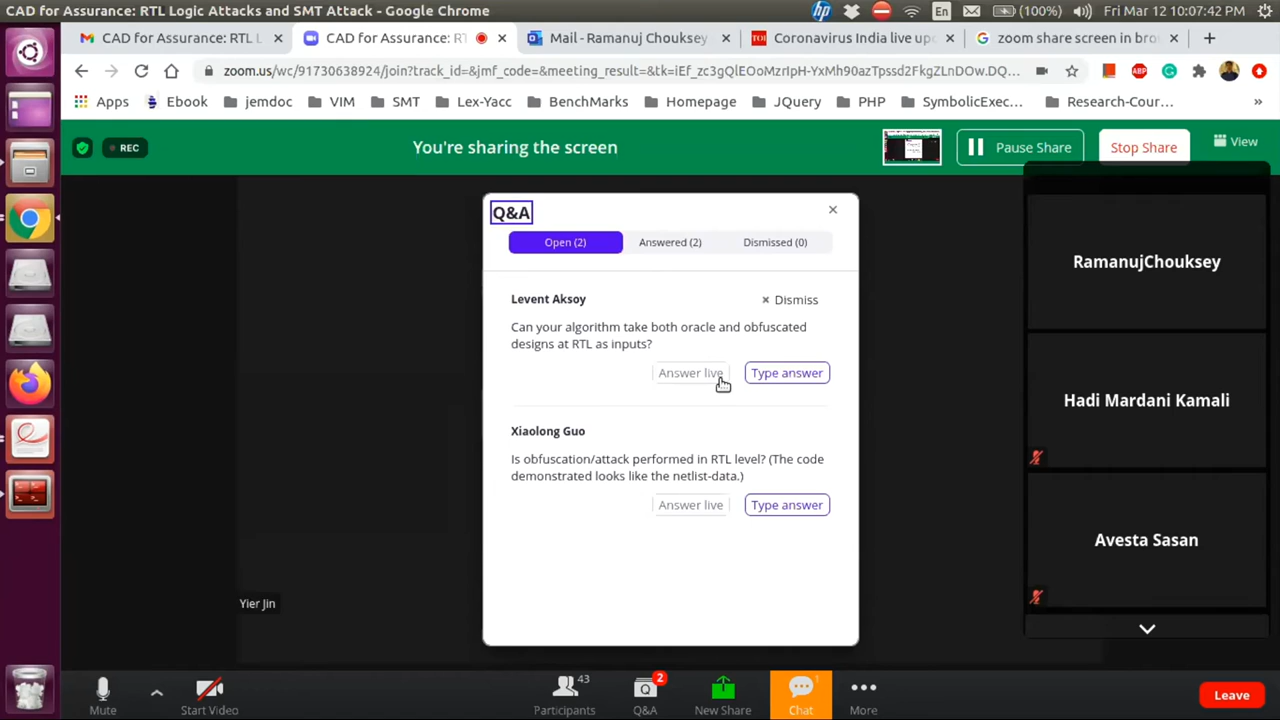 CAD for Assurance: RTL Logic Attacks and SMT Attack - Google Chrome
En
(100%)
Fri Mar 12 10:07:42 PM
CAD for Assurance: RTL L
CAD for Assurance: RT
Mail - Ramanuj Chouksey
Coronavirus India live up
zoom share screen in bro
zoom.us/wc/91730638924/join?track_id=&jmf_code=&meeting_result=&tk=
Apps
Ebook
jemdoc
VIM
SMT
Lex-Yacc
BenchMarks
Homepage
JQuery
PHP
SymbolicExec...
Research-Cour...
»
REC
You're sharing the screen
Pause Share
Stop Share
View
Q&A
Open (2)
Answered (2)
Dismissed (0)
Levent Aksoy
Dismiss
Can your algorithm take both oracle and obfuscated
designs at RTL as inputs?
Answer live
Type answer
Xiaolong Guo
Is obfuscation/attack performed in RTL level? (The code
demonstrated looks like the netlist-data.)
Answer live
Type answer
RamanujChouksey
Hadi Mardani Kamali
Avesta Sasan
Yier Jin
Mute
Start Video
43
Participants
2
Q&A
New Share
1
Chat
More
Leave